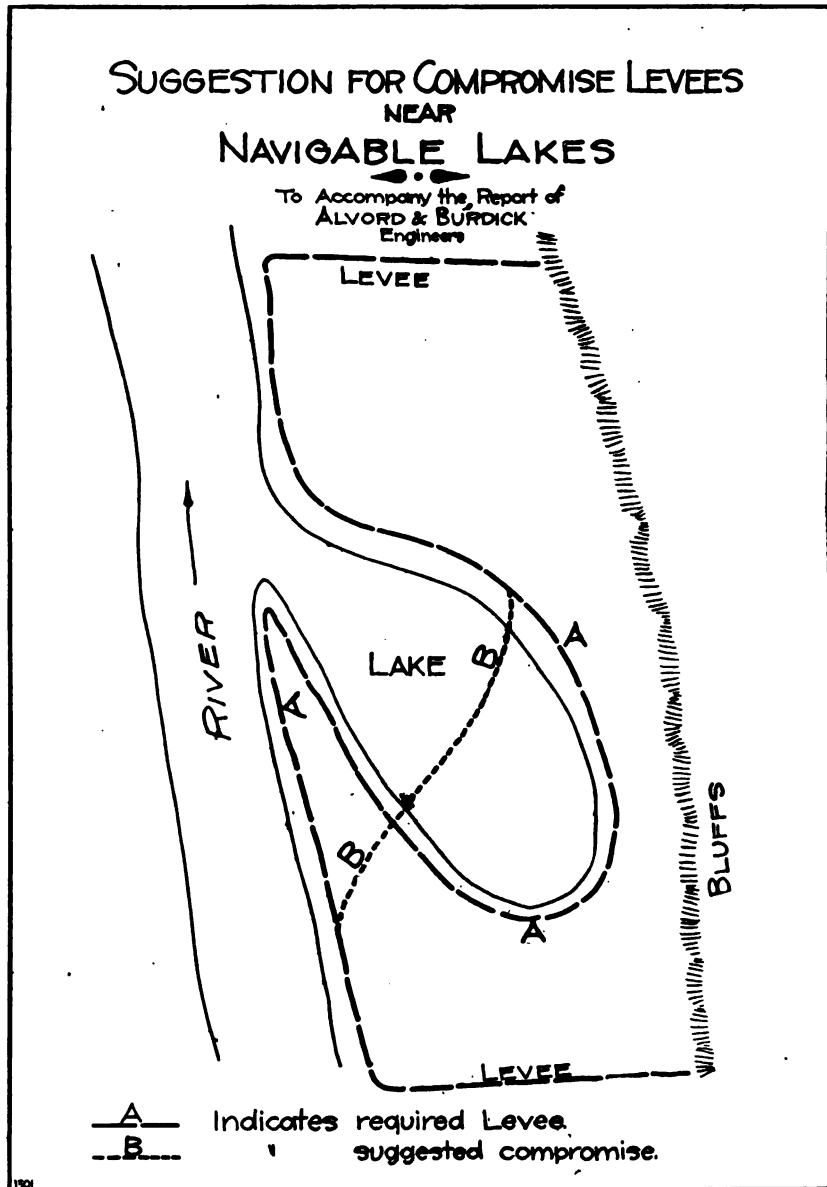 SUGGESTION FOR COMPROMISE LEVEES
NEAR
NAVIGABLE LAKES
To Accompany the Report of
ALVORD & BURDICK
Engineers
LEVEE
A
B
LAKE
A
RIVER
B
BLUFFS
A
LEVEE
A Indicates required Levee.
B " suggested compromise.
1301